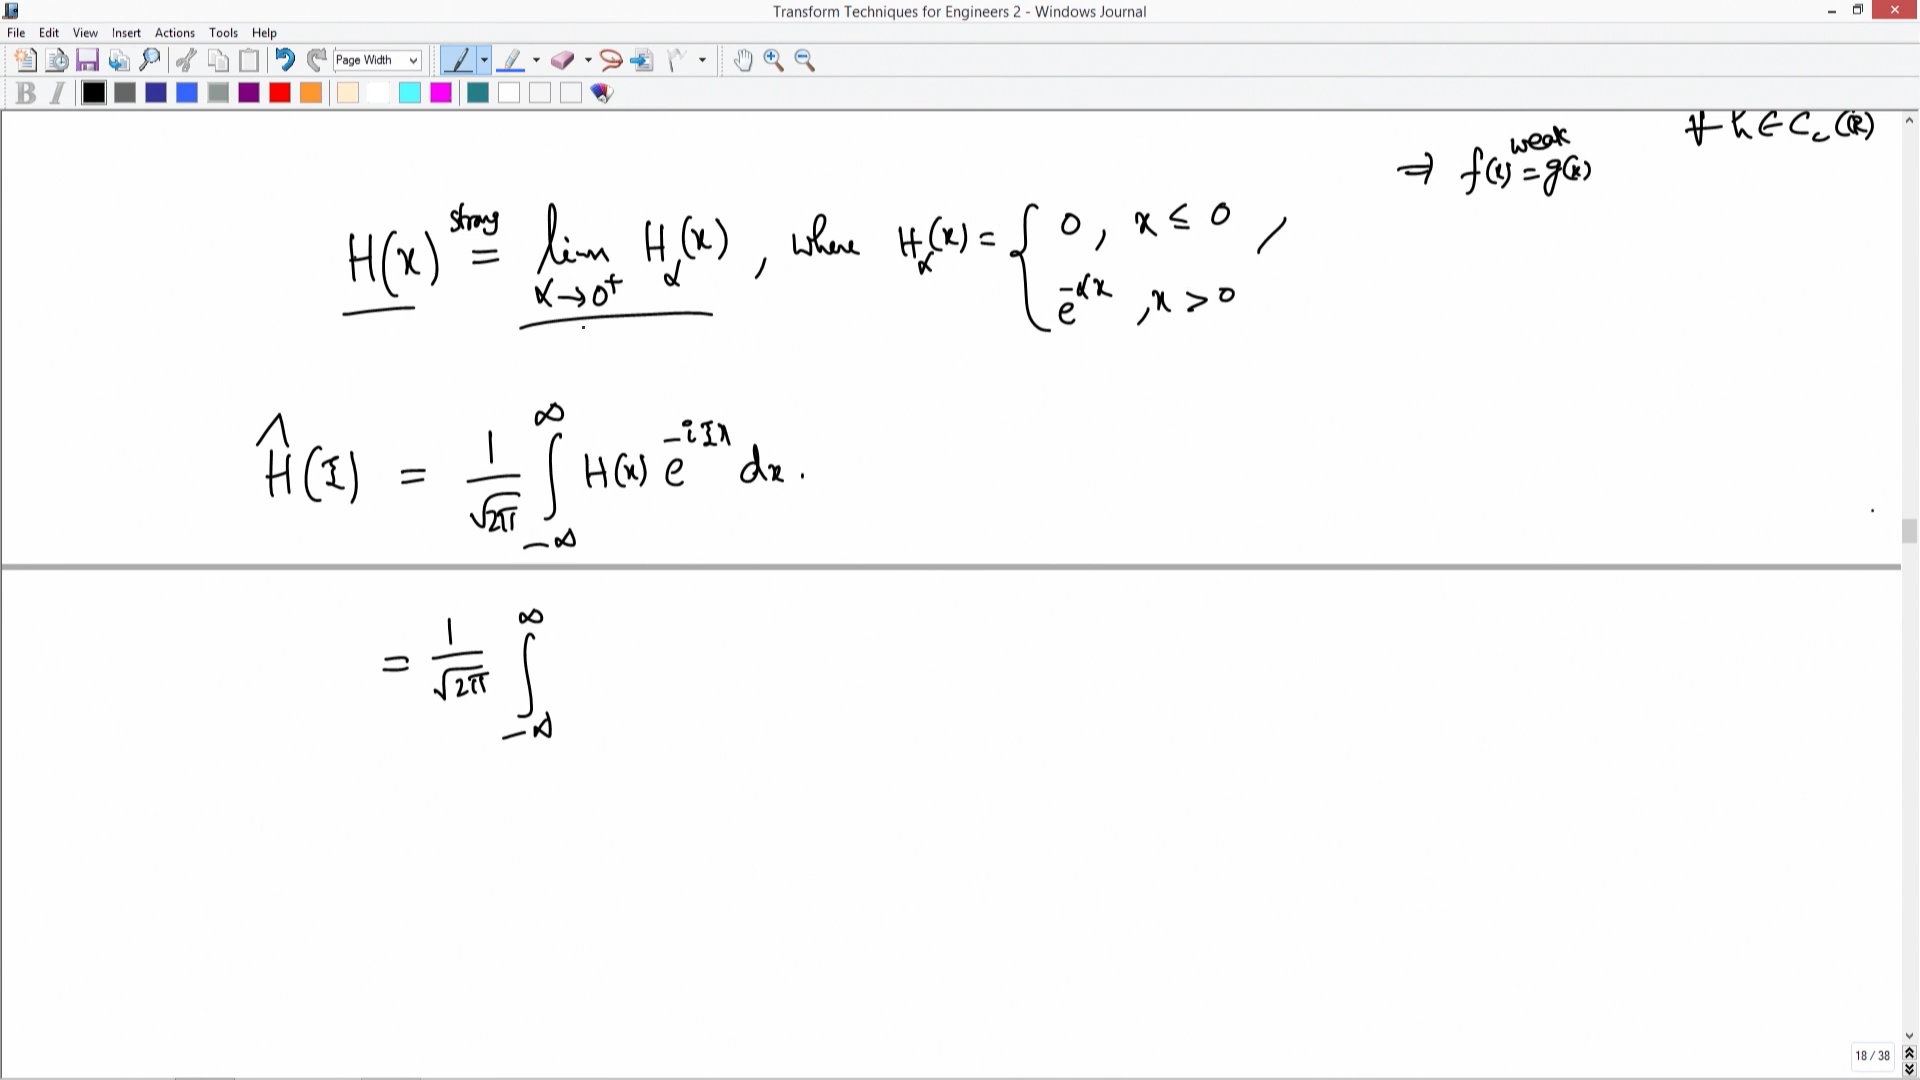 Transform Techniques for Engineers 2 - Windows Journal
File Edit View Insert Actions Tools Help
Page Width
B I
∀ h ∈ C_c(ℝ)
⇒ f(x) =^{weak} g(x)
H(x) =^{strong} lim_{α→0⁺} H_α(x), where H_α(x) = { 0, x ≤ 0,
e^{-αx}, x > 0
Ĥ(ξ) = 1/√2π ∫_{-∞}^{∞} H(x) e^{-iξx} dx.
= 1/√2π ∫_{-∞}^{∞}
18 / 38